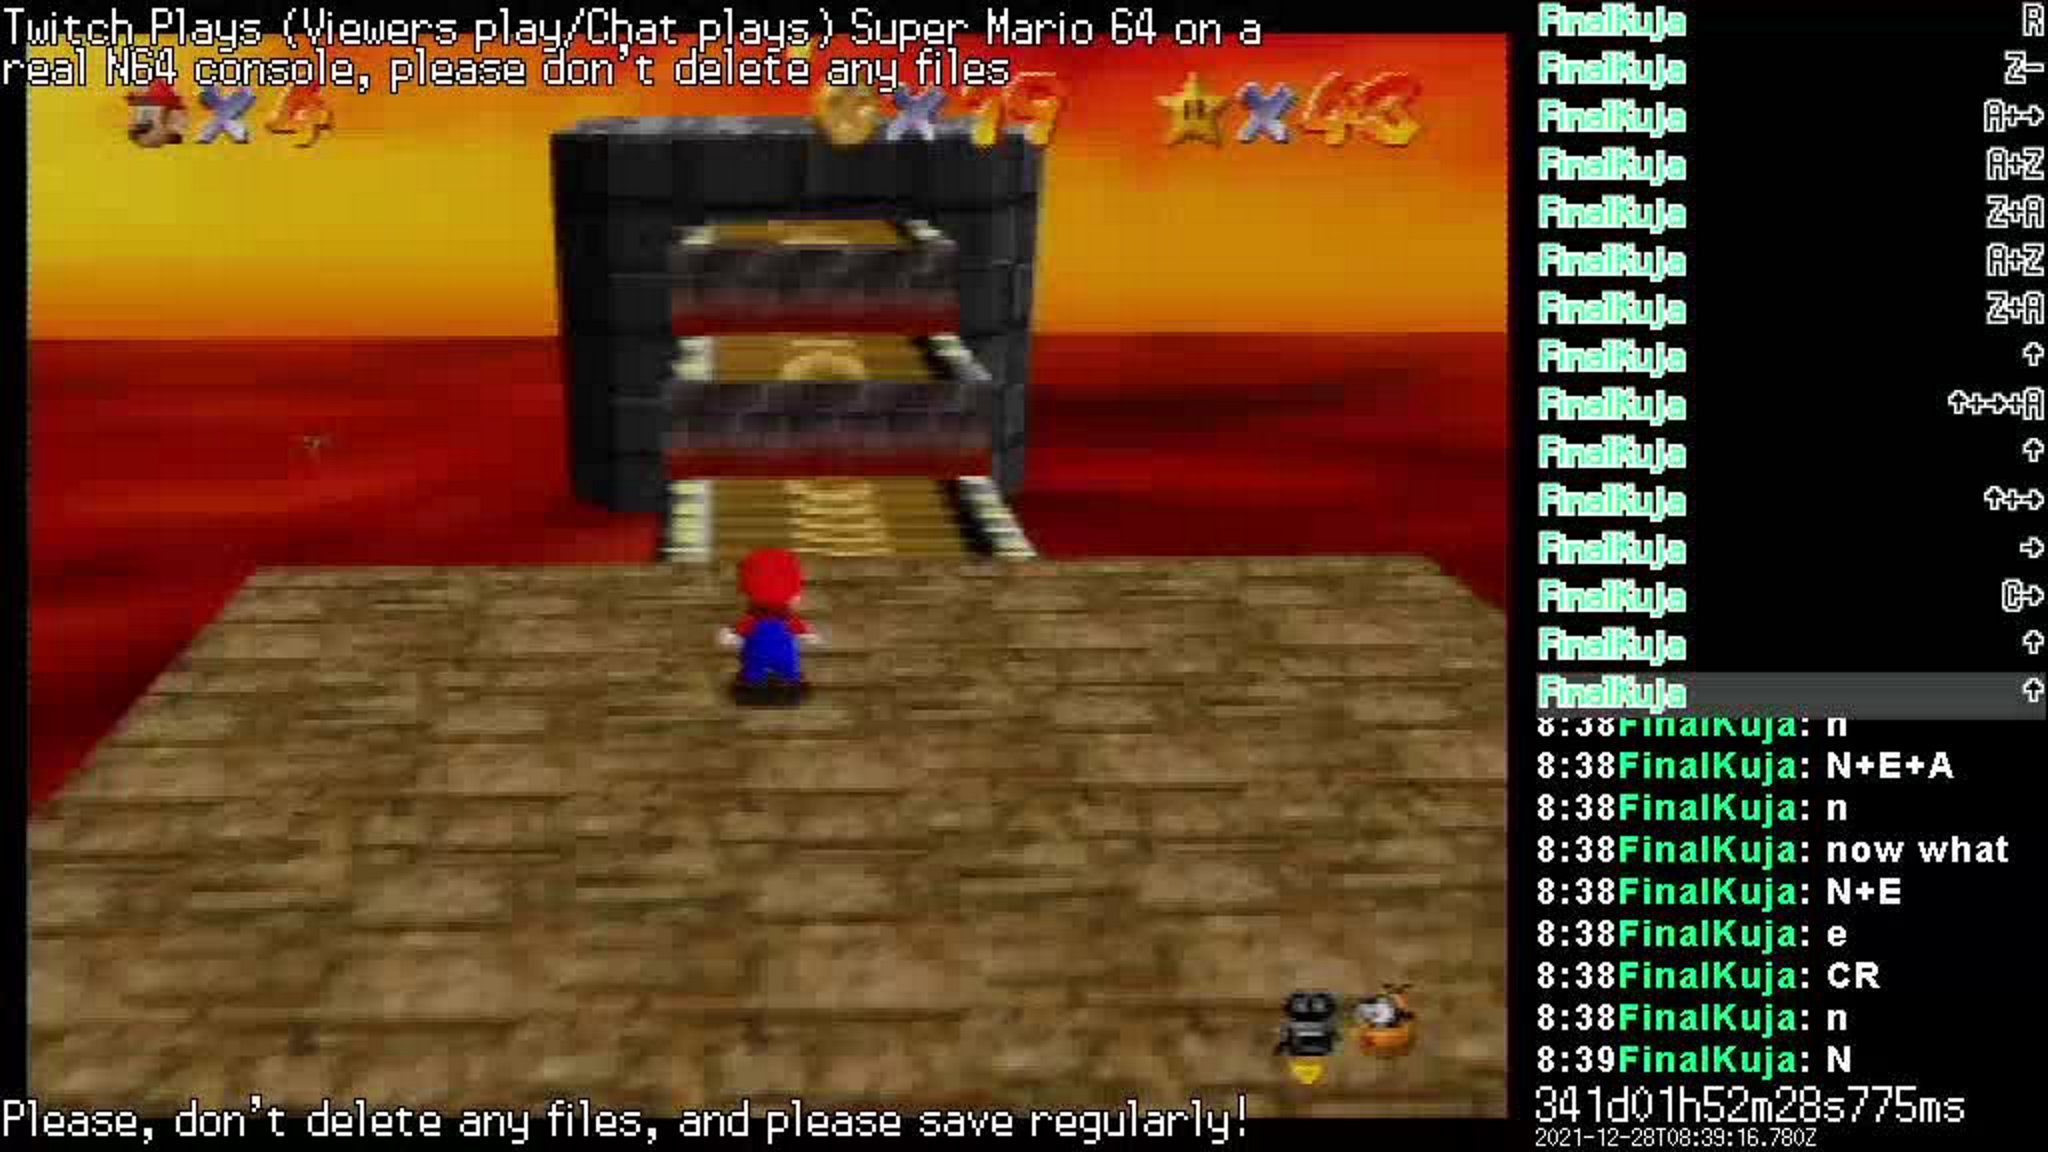 Twitch Plays (Viewers play/Chat plays) Super Mario 64 on a
real N64 console, please don't delete any files
x 4
x 19
FinalKuja R
FinalKuja Z-
FinalKuja A+→
FinalKuja A+Z
FinalKuja Z+A
FinalKuja A+Z
FinalKuja Z+A
FinalKuja ↑
FinalKuja ↑+→+A
FinalKuja ↑
FinalKuja ↑+→
FinalKuja →
FinalKuja C→
FinalKuja ↑
FinalKuja ↑
8:38FinalKuja: n
8:38FinalKuja: N+E+A
8:38FinalKuja: n
8:38FinalKuja: now what
8:38FinalKuja: N+E
8:38FinalKuja: e
8:38FinalKuja: CR
8:38FinalKuja: n
8:39FinalKuja: N
341d01h52m28s775ms
2021-12-28T08:39:16.780Z
Please, don't delete any files, and please save regularly!